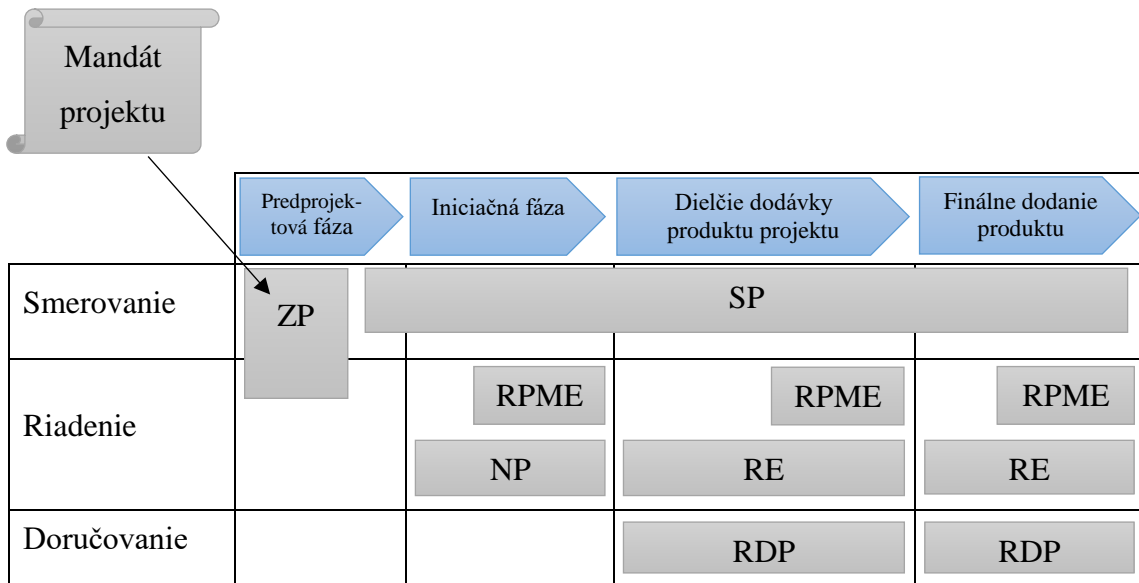 Mandát
projektu
Predprojek-
tová fáza
Iniciačná fáza
Dielčie dodávky
produktu projektu
Finálne dodanie
produktu
Smerovanie
ZP
SP
Riadenie
RPME
RPME
RPME
NP
RE
RE
Doručovanie
RDP
RDP